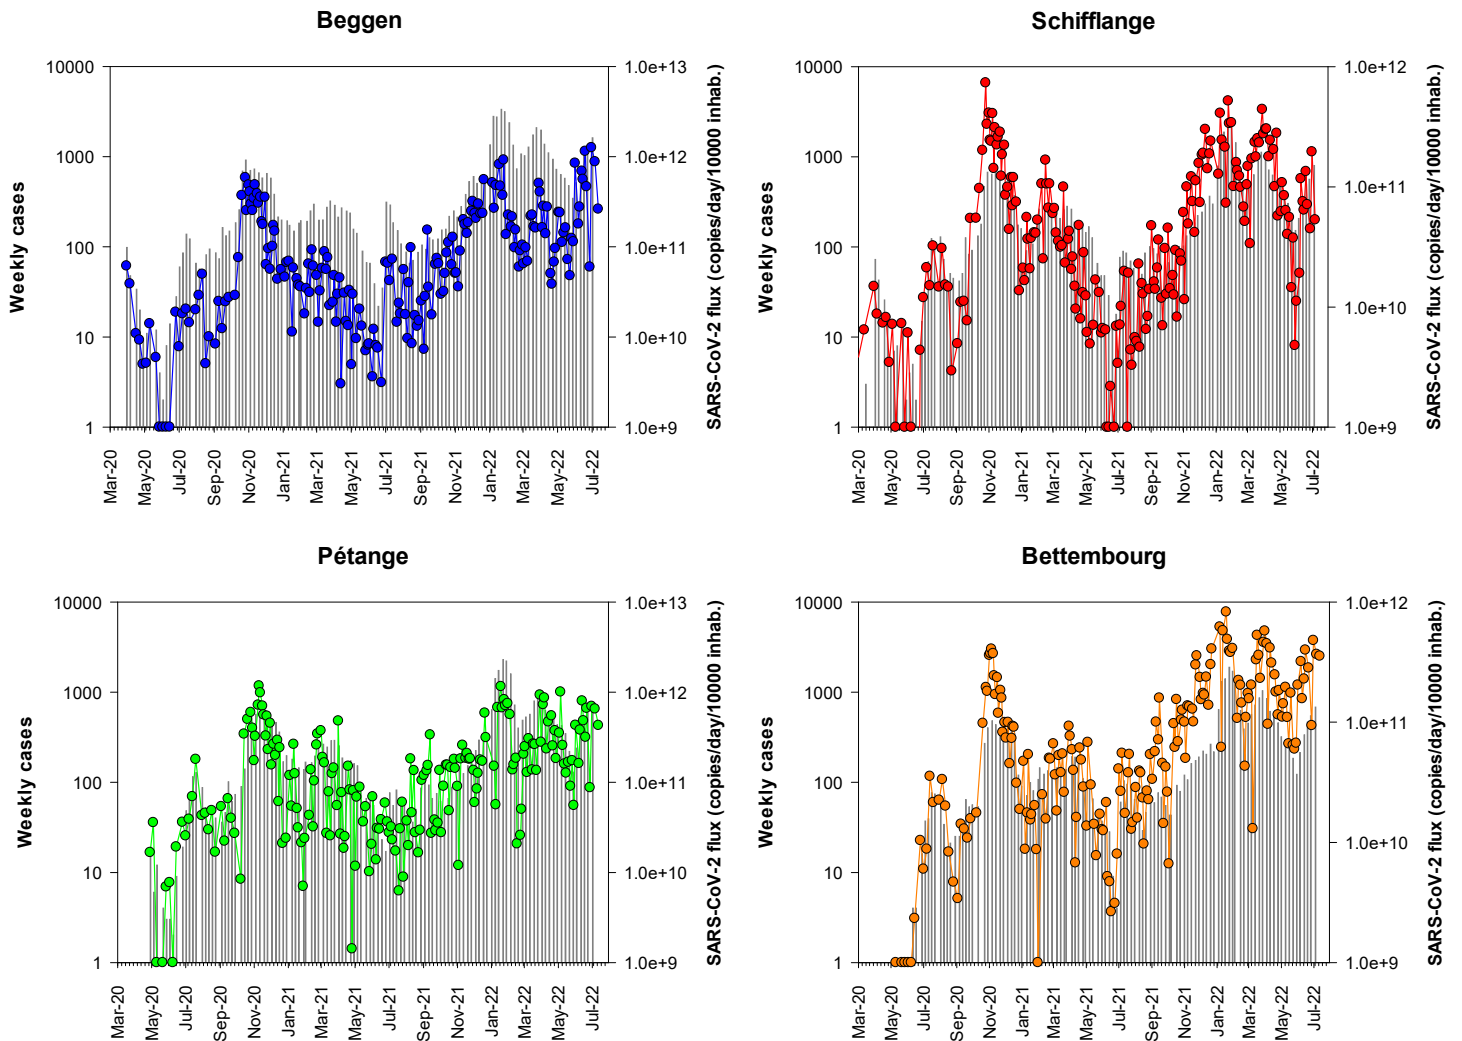 Beggen
10000
1000
100
10
1
Weekly cases
1.0e+13
1.0e+12
1.0e+11
1.0e+10
1.0e+9
SARS-CoV-2 flux (copies/day/10000 inhab.)
Mar-20
May-20
Jul-20
Sep-20
Nov-20
Jan-21
Mar-21
May-21
Jul-21
Sep-21
Nov-21
Jan-22
Mar-22
May-22
Jul-22
Schifflange
10000
1000
100
10
1
Weekly cases
1.0e+12
1.0e+11
1.0e+10
1.0e+9
SARS-CoV-2 flux (copies/day/10000 inhab.)
Mar-20
May-20
Jul-20
Sep-20
Nov-20
Jan-21
Mar-21
May-21
Jul-21
Sep-21
Nov-21
Jan-22
Mar-22
May-22
Jul-22
Pétange
10000
1000
100
10
1
Weekly cases
1.0e+13
1.0e+12
1.0e+11
1.0e+10
1.0e+9
SARS-CoV-2 flux (copies/day/10000 inhab.)
Mar-20
May-20
Jul-20
Sep-20
Nov-20
Jan-21
Mar-21
May-21
Jul-21
Sep-21
Nov-21
Jan-22
Mar-22
May-22
Jul-22
Bettembourg
10000
1000
100
10
1
Weekly cases
1.0e+12
1.0e+11
1.0e+10
1.0e+9
SARS-CoV-2 flux (copies/day/10000 inhab.)
Mar-20
May-20
Jul-20
Sep-20
Nov-20
Jan-21
Mar-21
May-21
Jul-21
Sep-21
Nov-21
Jan-22
Mar-22
May-22
Jul-22